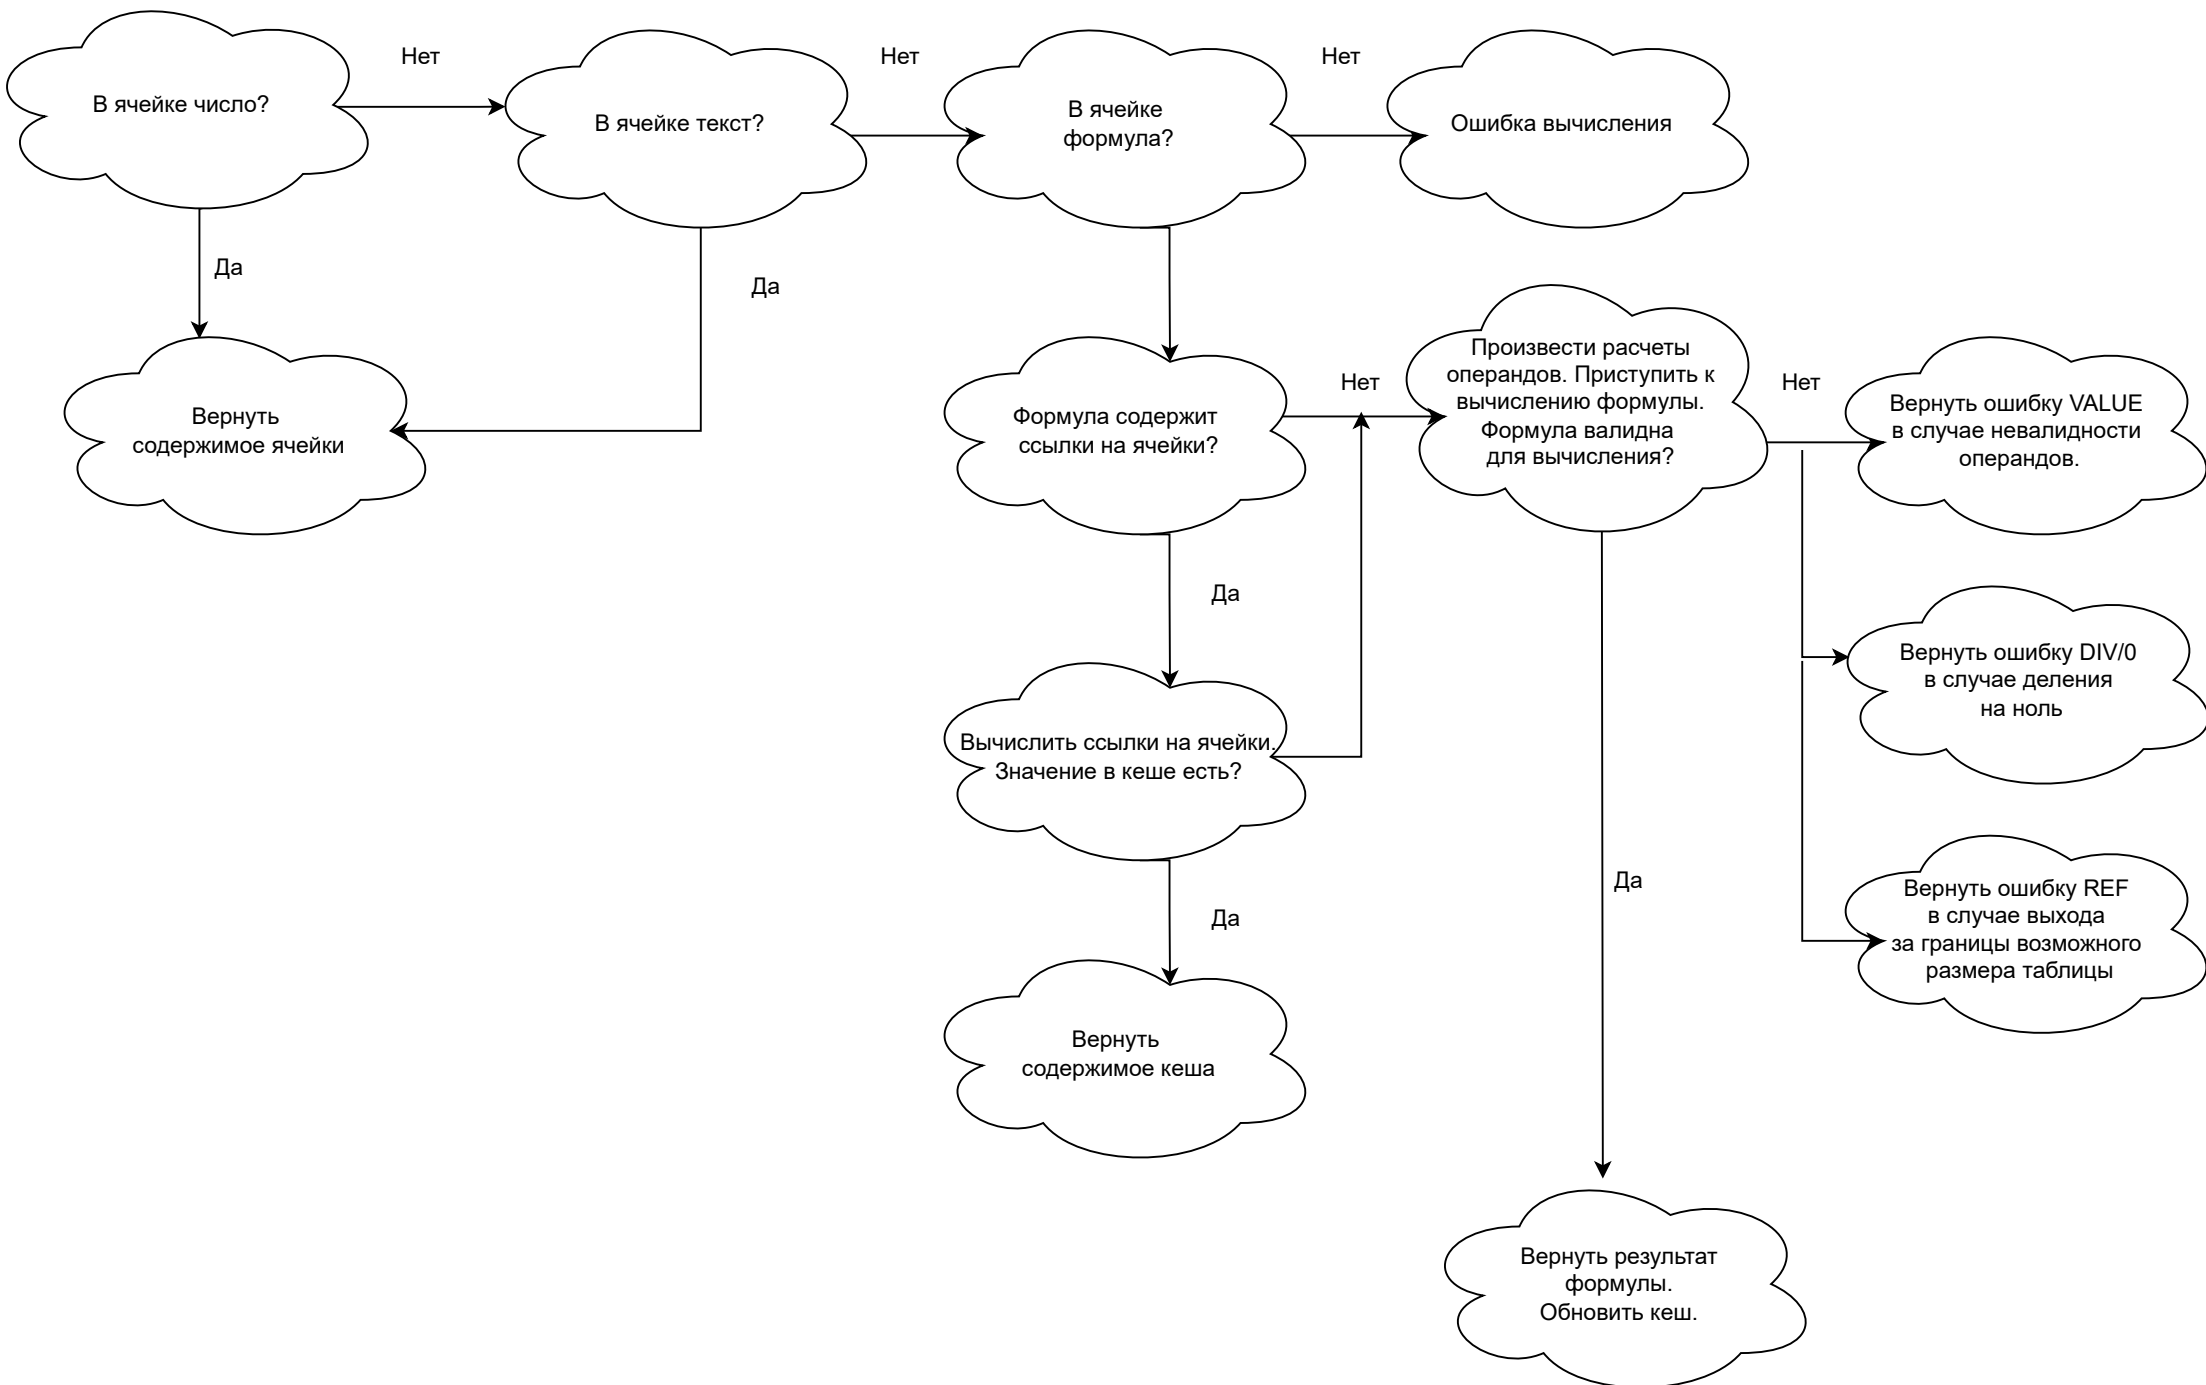 В ячейке число?
Нет
В ячейке текст?
Нет
В ячейке
формула?
Нет
Ошибка вычисления
Да
Да
Вернуть
содержимое ячейки
Формула содержит
ссылки на ячейки?
Нет
Произвести расчеты
операндов. Приступить к
вычислению формулы.
Формула валидна
для вычисления?
Нет
Вернуть ошибку VALUE
в случае невалидности
операндов.
Да
Вернуть ошибку DIV/0
в случае деления
на ноль
Вычислить ссылки на ячейки.
Значение в кеше есть?
Да
Да
Вернуть ошибку REF
в случае выхода
за границы возможного
размера таблицы
Вернуть
содержимое кеша
Вернуть результат
формулы.
Обновить кеш.